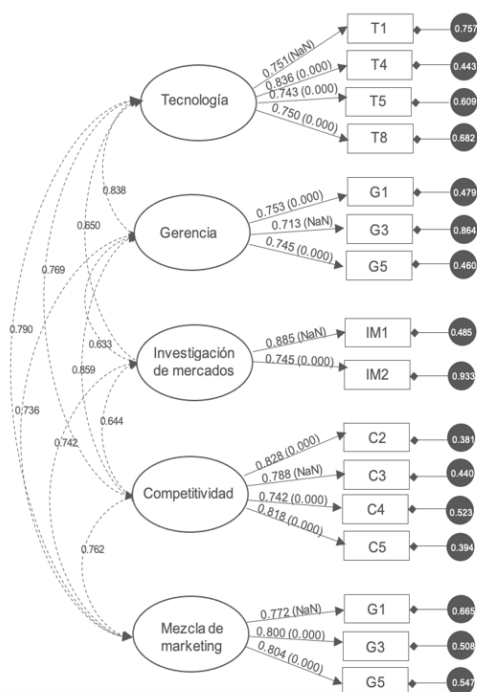 T1
0.757
0.751(NaN)
T4
0.443
0.836 (0.000)
Tecnología
T5
0.609
0.743 (0.000)
T8
0.682
0.750 (0.000)
0.838
G1
0.479
0.753 (0.000)
Gerencia
G3
0.864
0.713 (NaN)
G5
0.460
0.745 (0.000)
0.650
0.769
0.790
0.633
0.859
0.736
Investigación
de mercados
IM1
0.485
0.885 (NaN)
IM2
0.933
0.745 (0.000)
0.644
0.742
C2
0.381
0.828 (0.000)
C3
0.440
0.788 (NaN)
Competitividad
C4
0.523
0.742 (0.000)
C5
0.394
0.818 (0.000)
0.762
G1
0.665
0.772 (NaN)
Mezcla de
marketing
G3
0.508
0.800 (0.000)
G5
0.547
0.804 (0.000)